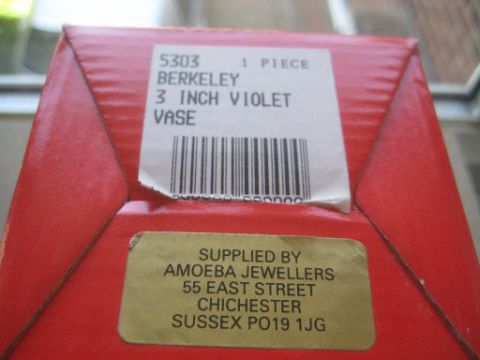 5303 1 PIECE
BERKELEY
3 INCH VIOLET
VASE
SUPPLIED BY
AMOEBA JEWELLERS
55 EAST STREET
CHICHESTER
SUSSEX PO19 1JG